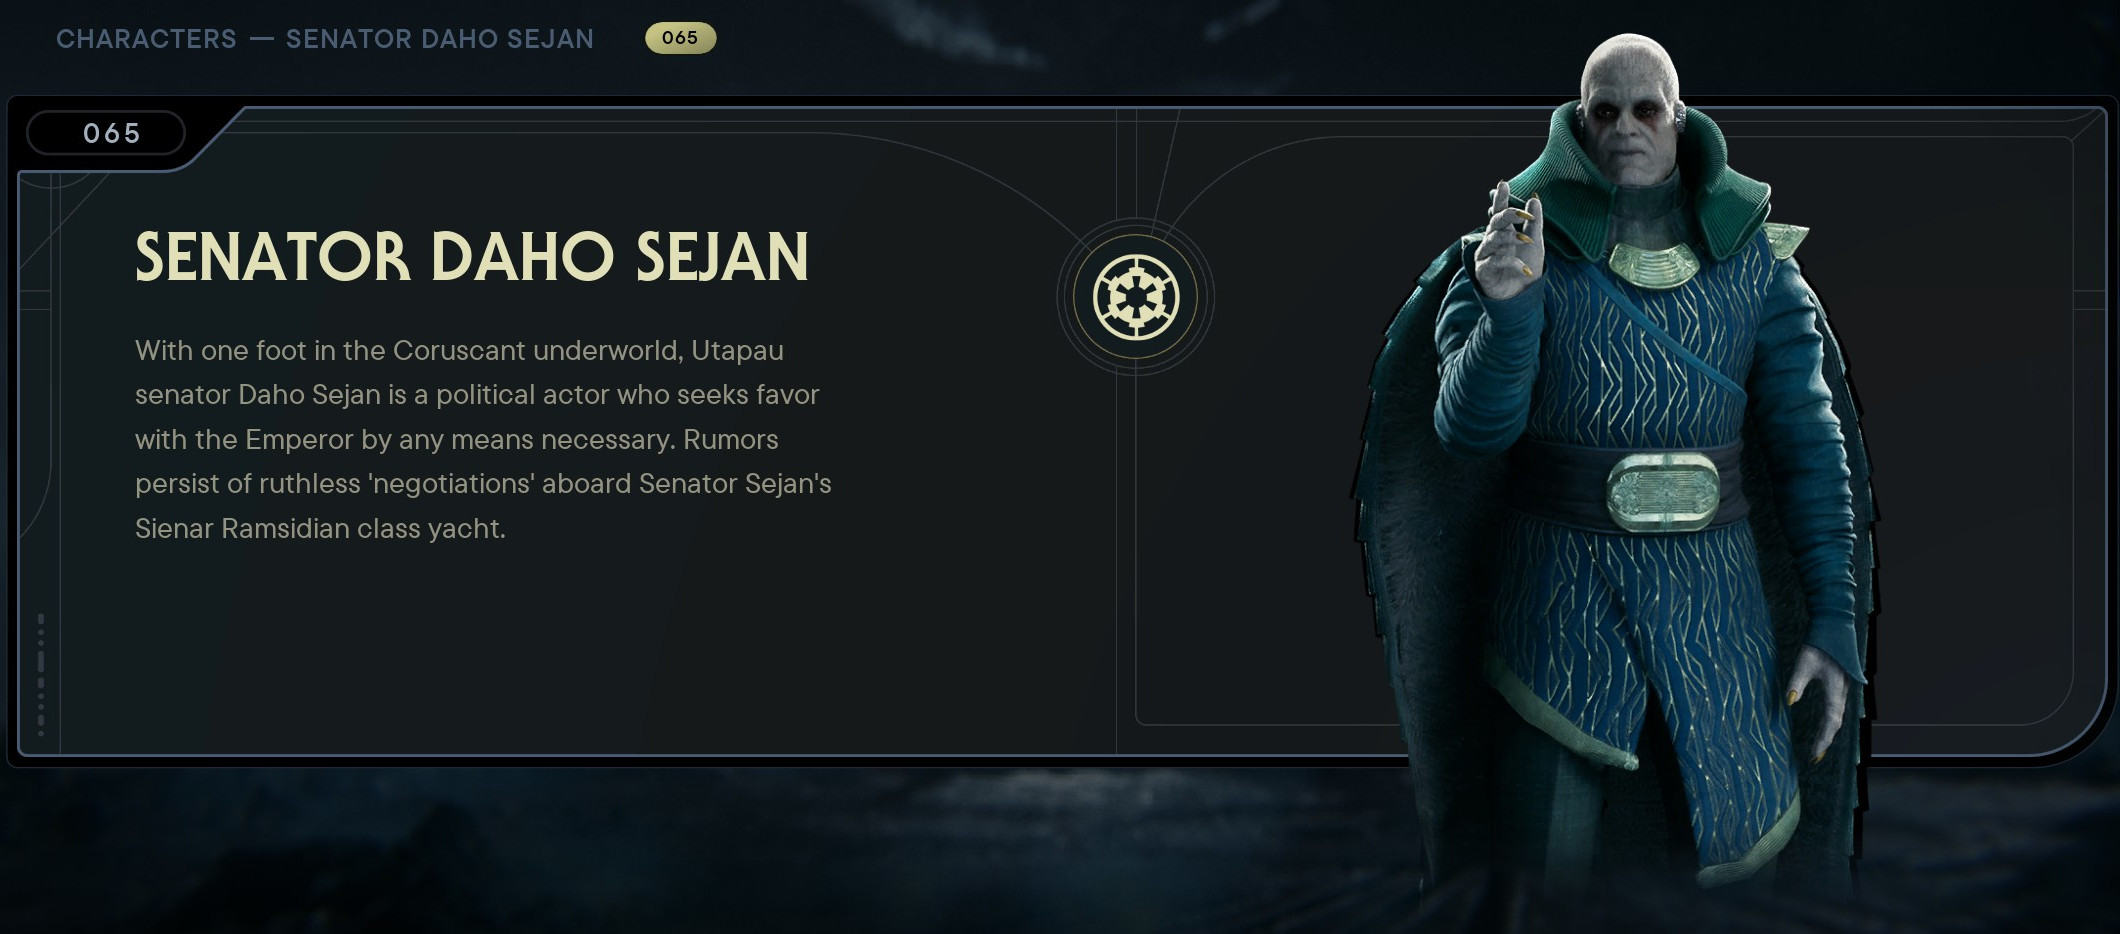 CHARACTERS — SENATOR DAHO SEJAN 065
065
SENATOR DAHO SEJAN
With one foot in the Coruscant underworld, Utapau
senator Daho Sejan is a political actor who seeks favor
with the Emperor by any means necessary. Rumors
persist of ruthless 'negotiations' aboard Senator Sejan's
Sienar Ramsidian class yacht.